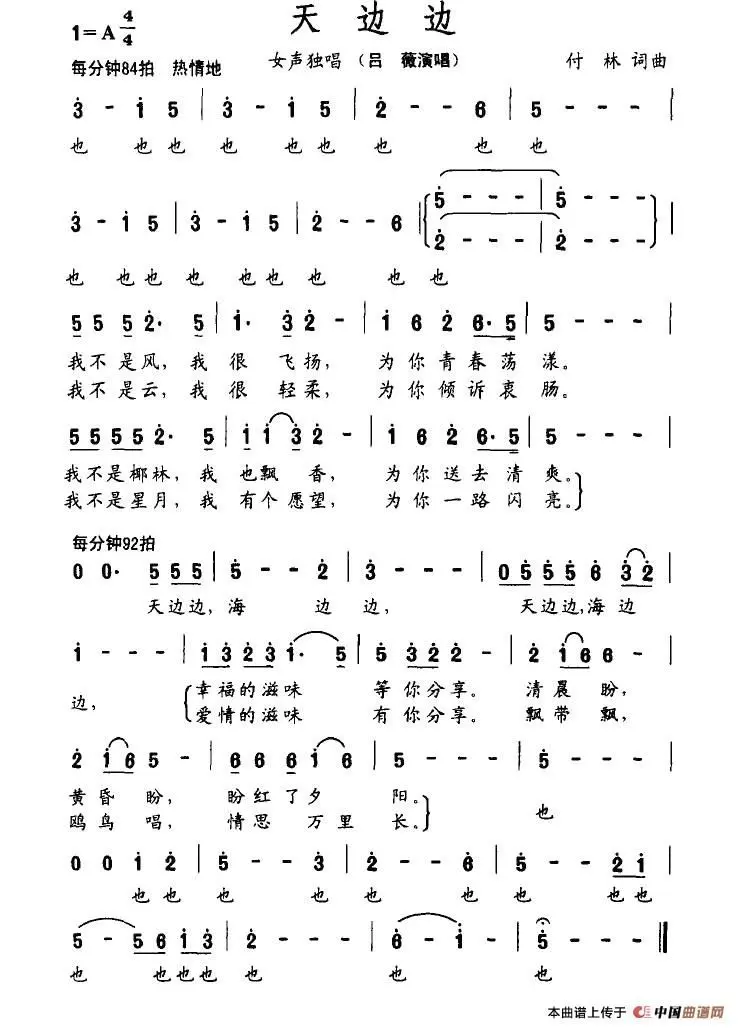 天边边
1=A 4/4
每分钟84拍 热情地 女声独唱 (吕 薇演唱) 付 林 词曲
3 - i 5 | 3 - i 5 | 2 - - 6 | 5 - - - |
也 也也 也 也也 也 也 也
3 - i 5 | 3 - i 5 | 2 - - 6 | 5 - - - | 5 - - - |
2 - - - | 2 - - -
也 也也 也 也也 也 也 也
5 5 5 2· 5 | i· 3 2 | 2 - - - | i 6 2 6· 5 | 5 - - - |
我不是风,我 很 飞扬, 为你青春荡漾。
我不是云,我 很 轻柔, 为你倾诉衷肠。
5 5 5 5 2· 5 | i i 3 | 2 - - - | i 6 2 6· 5 | 5 - - - |
我不是椰林,我 也飘 香, 为你送去清爽。
我不是星月,我 有个愿望, 为你一路闪亮。
每分钟92拍
0 0· 5 5 5 | 5 - - 2 | 3 - - - | 0 5 5 5 6 3 2 |
天边边,海 边 边, 天边边,海边
i - - - | i 3 2 3 i· 5 | 5 3 2 2 - | 2 i 6 6 - |
边, 幸福的滋味 等你分享。 清晨 盼,
爱情的滋味 有你分享。 飘带 飘,
2 i 6 5 - | 6 6 6 i 6 | 5 - - - | 5 - - - |
黄昏 盼, 盼红了夕 阳。 也
鸥鸟 唱, 情思 万里 长。
0 0 i 2 | 5 - - 3 | 2 - - 6 | 5 - - 2 i |
也 也 也 也 也 也 也 也也
5 - 5 6 i 3 | 2 - - - | 6 - i - | 5 - - - ‖
也 也也也 也 也 也
本曲谱上传于 中国曲谱网